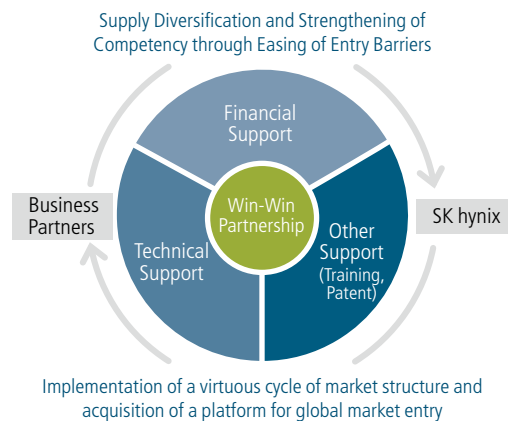 Supply Diversification and Strengthening of
Competency through Easing of Entry Barriers
Financial
Support
Business
Partners
Win-Win
Partnership
SK hynix
Technical
Support
Other
Support
(Training,
Patent)
Implementation of a virtuous cycle of market structure and
acquisition of a platform for global market entry